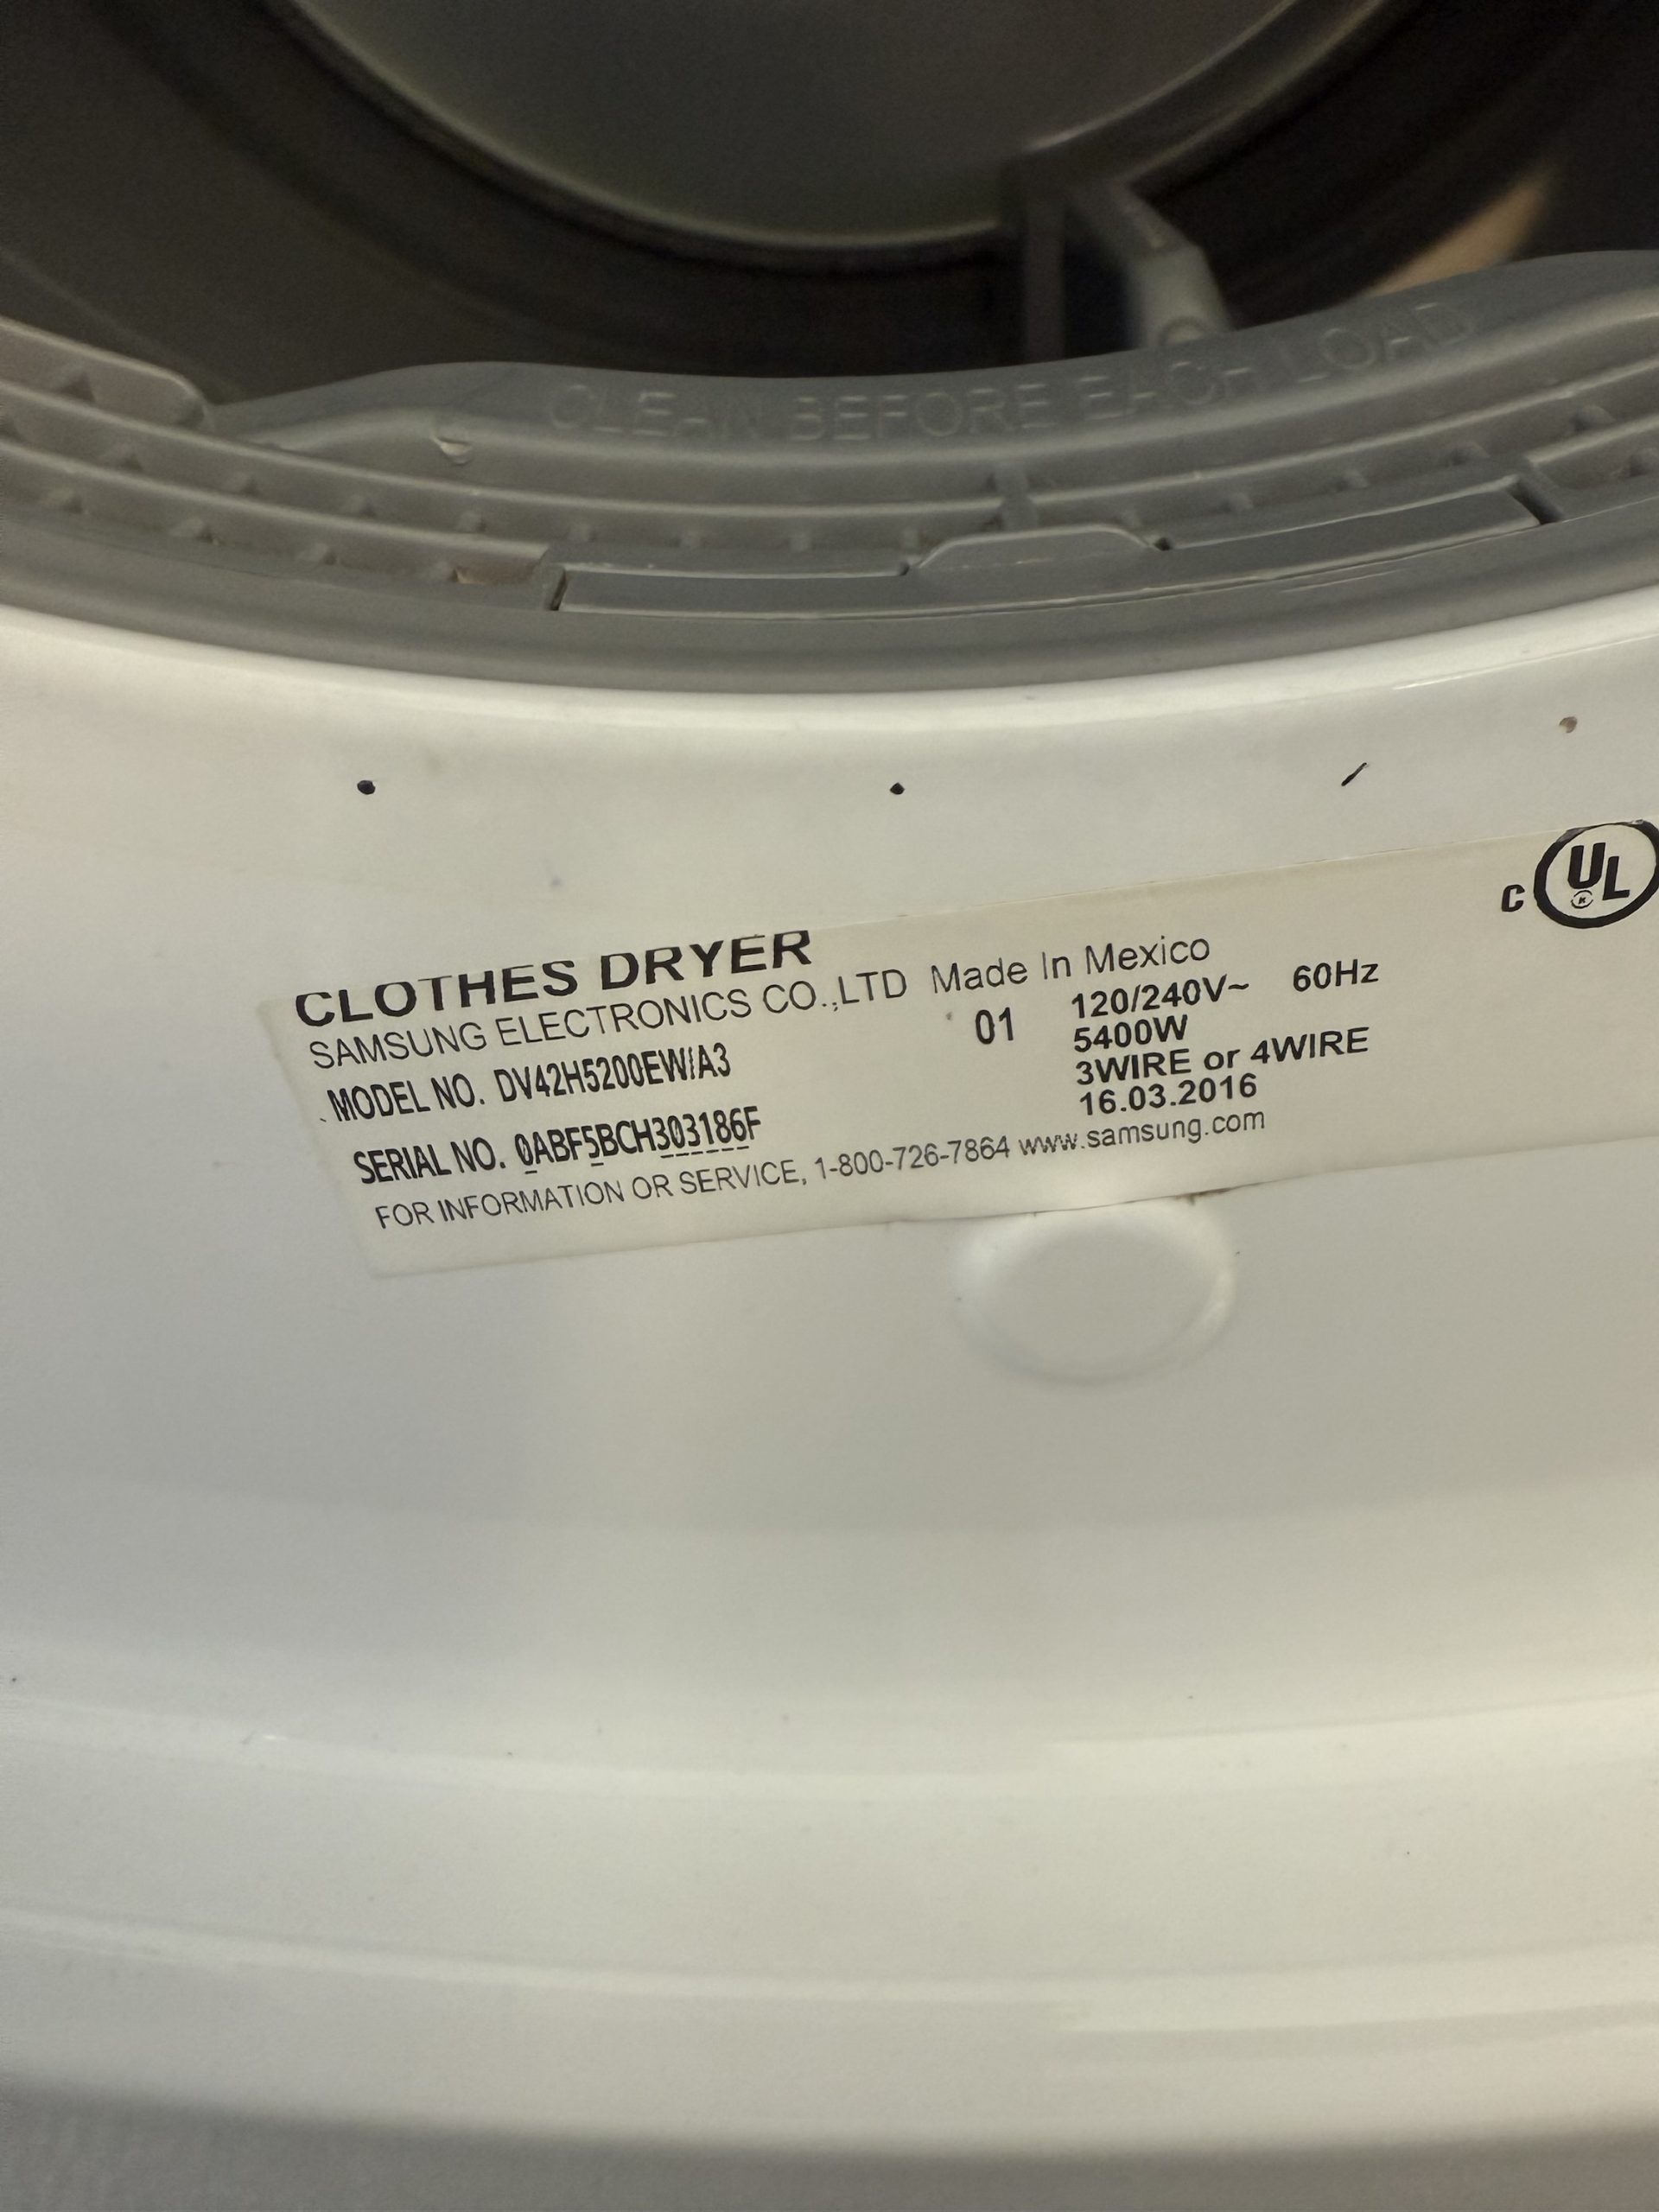 CLEAN BEFORE EACH LOAD
C UL
CLOTHES DRYER
SAMSUNG ELECTRONICS CO.,LTD Made In Mexico
MODEL NO. DV42H5200EW/A3
01
120/240V~ 60Hz
5400W
3WIRE or 4WIRE
16.03.2016
SERIAL NO. 0ABF5BCH303186F
FOR INFORMATION OR SERVICE, 1-800-726-7864 www.samsung.com